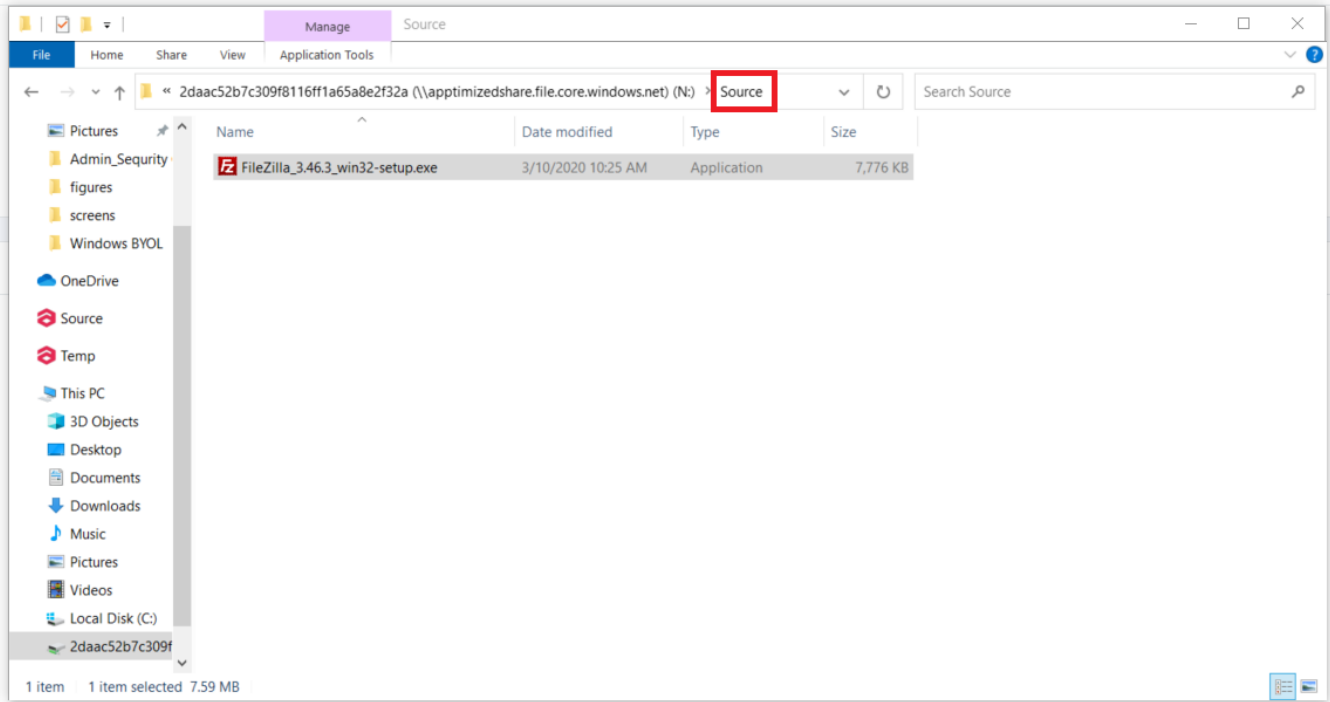 Manage Source
File Home Share View Application Tools
« 2daac52b7c309f8116ff1a65a8e2f32a (\\apptimizedshare.file.core.windows.net) (N:) > Source Search Source
Name Date modified Type Size
FileZilla_3.46.3_win32-setup.exe 3/10/2020 10:25 AM Application 7,776 KB
Pictures
Admin_Sequrity
figures
screens
Windows BYOL
OneDrive
Source
Temp
This PC
3D Objects
Desktop
Documents
Downloads
Music
Pictures
Videos
Local Disk (C:)
2daac52b7c309f
1 item 1 item selected 7.59 MB